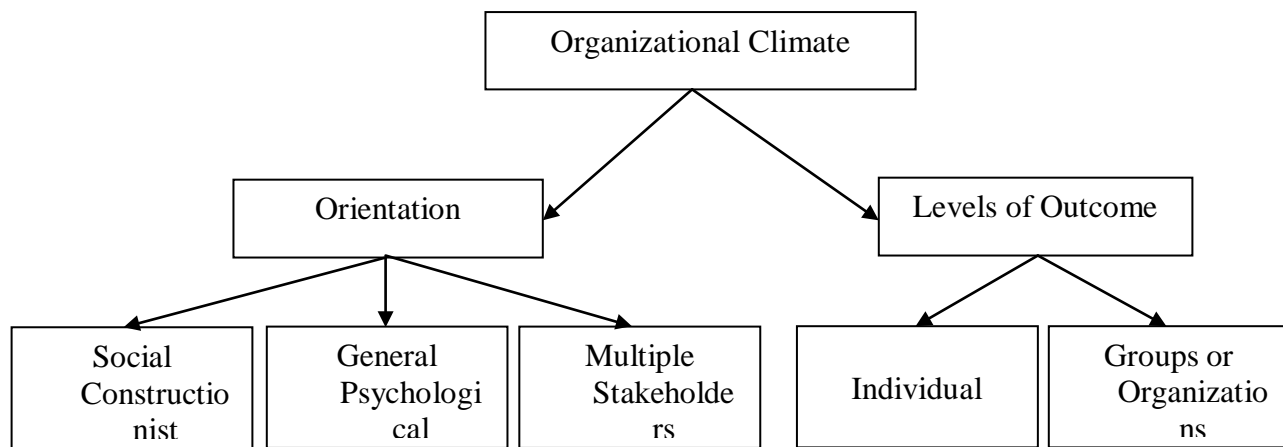 Organizational Climate
Orientation
Levels of Outcome
Social
Constructio
nist
General
Psychologi
cal
Multiple
Stakeholde
rs
Individual
Groups or
Organizatio
ns